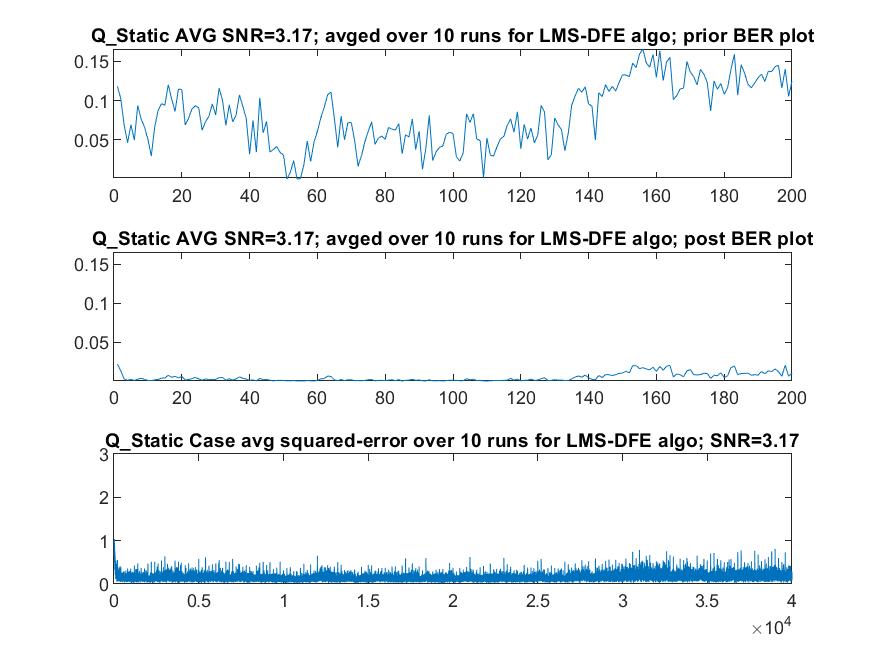 Q_Static AVG SNR=3.17; avged over 10 runs for LMS-DFE algo; prior BER plot
0.15
0.1
0.05
0 20 40 60 80 100 120 140 160 180 200
Q_Static AVG SNR=3.17; avged over 10 runs for LMS-DFE algo; post BER plot
0.15
0.1
0.05
0 20 40 60 80 100 120 140 160 180 200
Q_Static Case avg squared-error over 10 runs for LMS-DFE algo; SNR=3.17
3
2
1
0
0 0.5 1 1.5 2 2.5 3 3.5 4
×10⁴